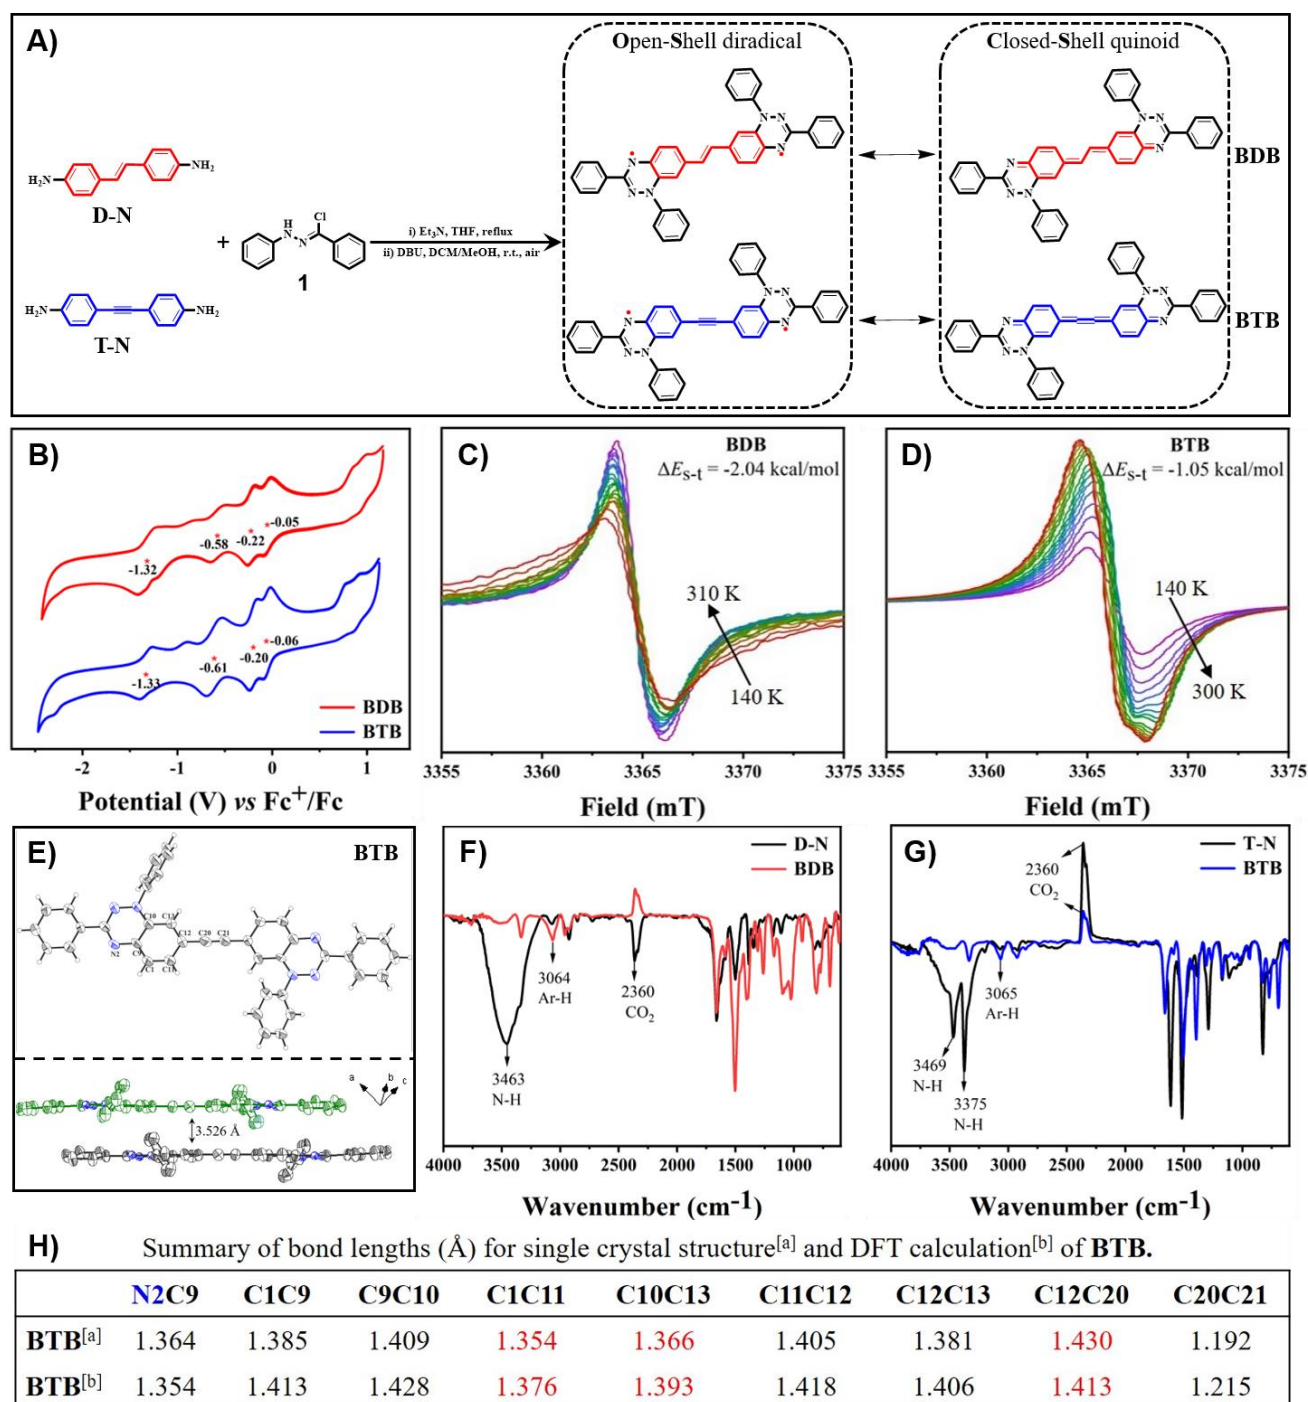 A)
Open-Shell diradical
Closed-Shell quinoid
H₂N
NH₂
D-N
+
H
N
N
Cl
1
i) Et₃N, THF, reflux
ii) DBU, DCM/MeOH, r.t., air
H₂N
NH₂
T-N
N
N
N
N
N
N
BDB
N
N
N
N
N
N
N
N
N
N
N
N
BTB
N
N
N
N
N
N
B)
-1.32
-0.58
-0.22
-0.05
-1.33
-0.61
-0.20
-0.06
BDB
BTB
-2
-1
0
1
Potential (V) vs Fc⁺/Fc
C)
BDB
ΔE_S-t = -2.04 kcal/mol
310 K
140 K
3355
3360
3365
3370
3375
Field (mT)
D)
BTB
ΔE_S-t = -1.05 kcal/mol
140 K
300 K
3355
3360
3365
3370
3375
Field (mT)
E)
BTB
C10
C12
C20
C21
N2
C1
a
b
c
3.526 Å
F)
D-N
BDB
3064
Ar-H
2360
CO₂
3463
N-H
4000 3500 3000 2500 2000 1500 1000
Wavenumber (cm⁻¹)
G)
T-N
BTB
2360
CO₂
3065
Ar-H
3469
N-H
3375
N-H
4000 3500 3000 2500 2000 1500 1000
Wavenumber (cm⁻¹)
H)
Summary of bond lengths (Å) for single crystal structure[a] and DFT calculation[b] of BTB.
N2C9 C1C9 C9C10 C1C11 C10C13 C11C12 C12C13 C12C20 C20C21
BTB[a] 1.364 1.385 1.409 1.354 1.366 1.405 1.381 1.430 1.192
BTB[b] 1.354 1.413 1.428 1.376 1.393 1.418 1.406 1.413 1.215